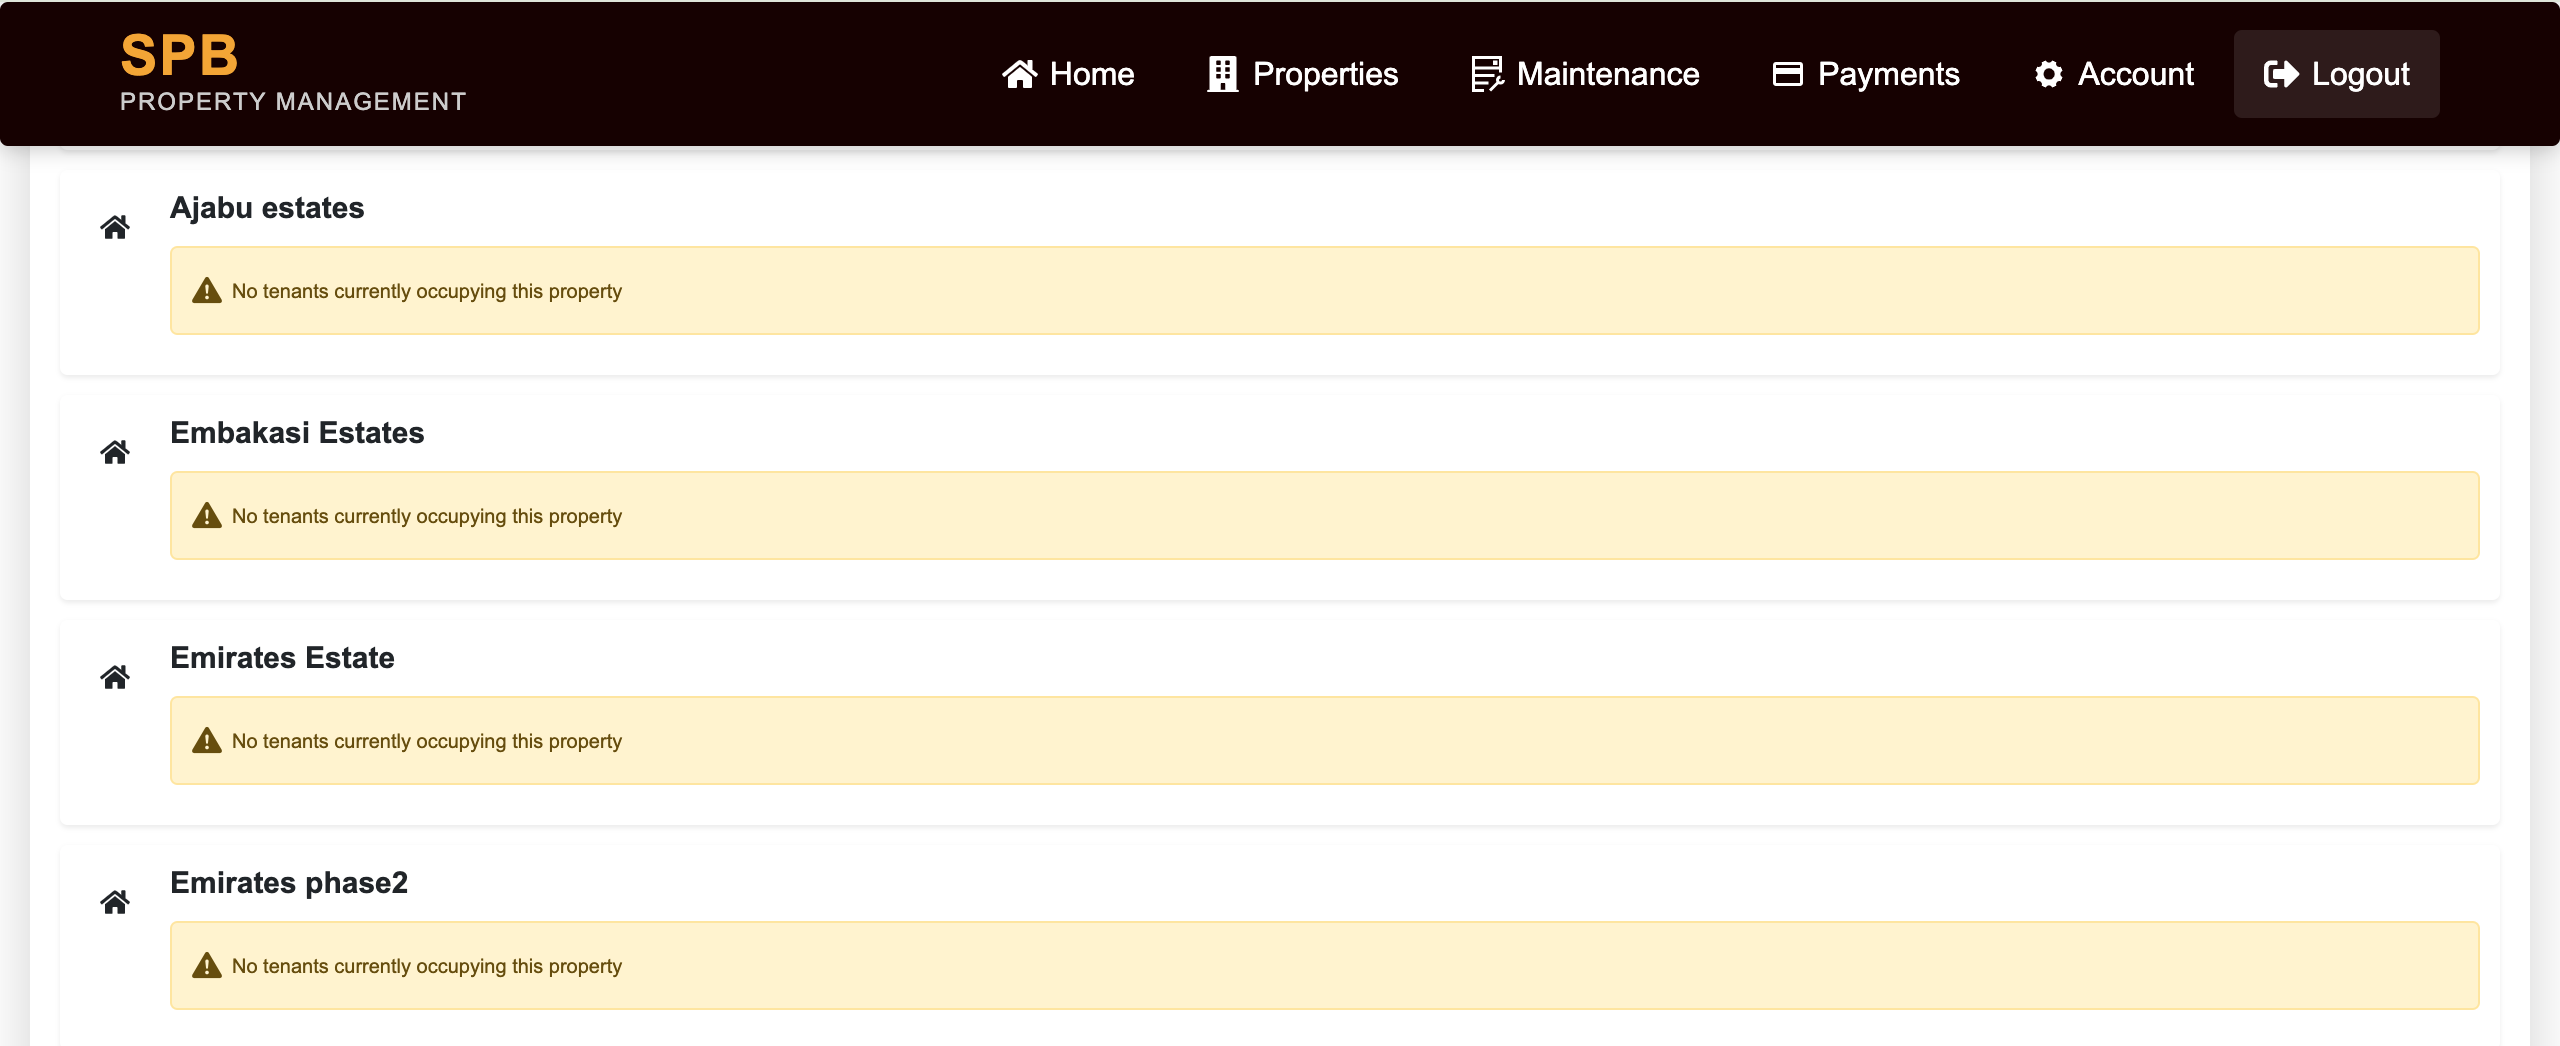 SPB
PROPERTY MANAGEMENT
Home
Properties
Maintenance
Payments
Account
Logout
Ajabu estates
No tenants currently occupying this property
Embakasi Estates
No tenants currently occupying this property
Emirates Estate
No tenants currently occupying this property
Emirates phase2
No tenants currently occupying this property